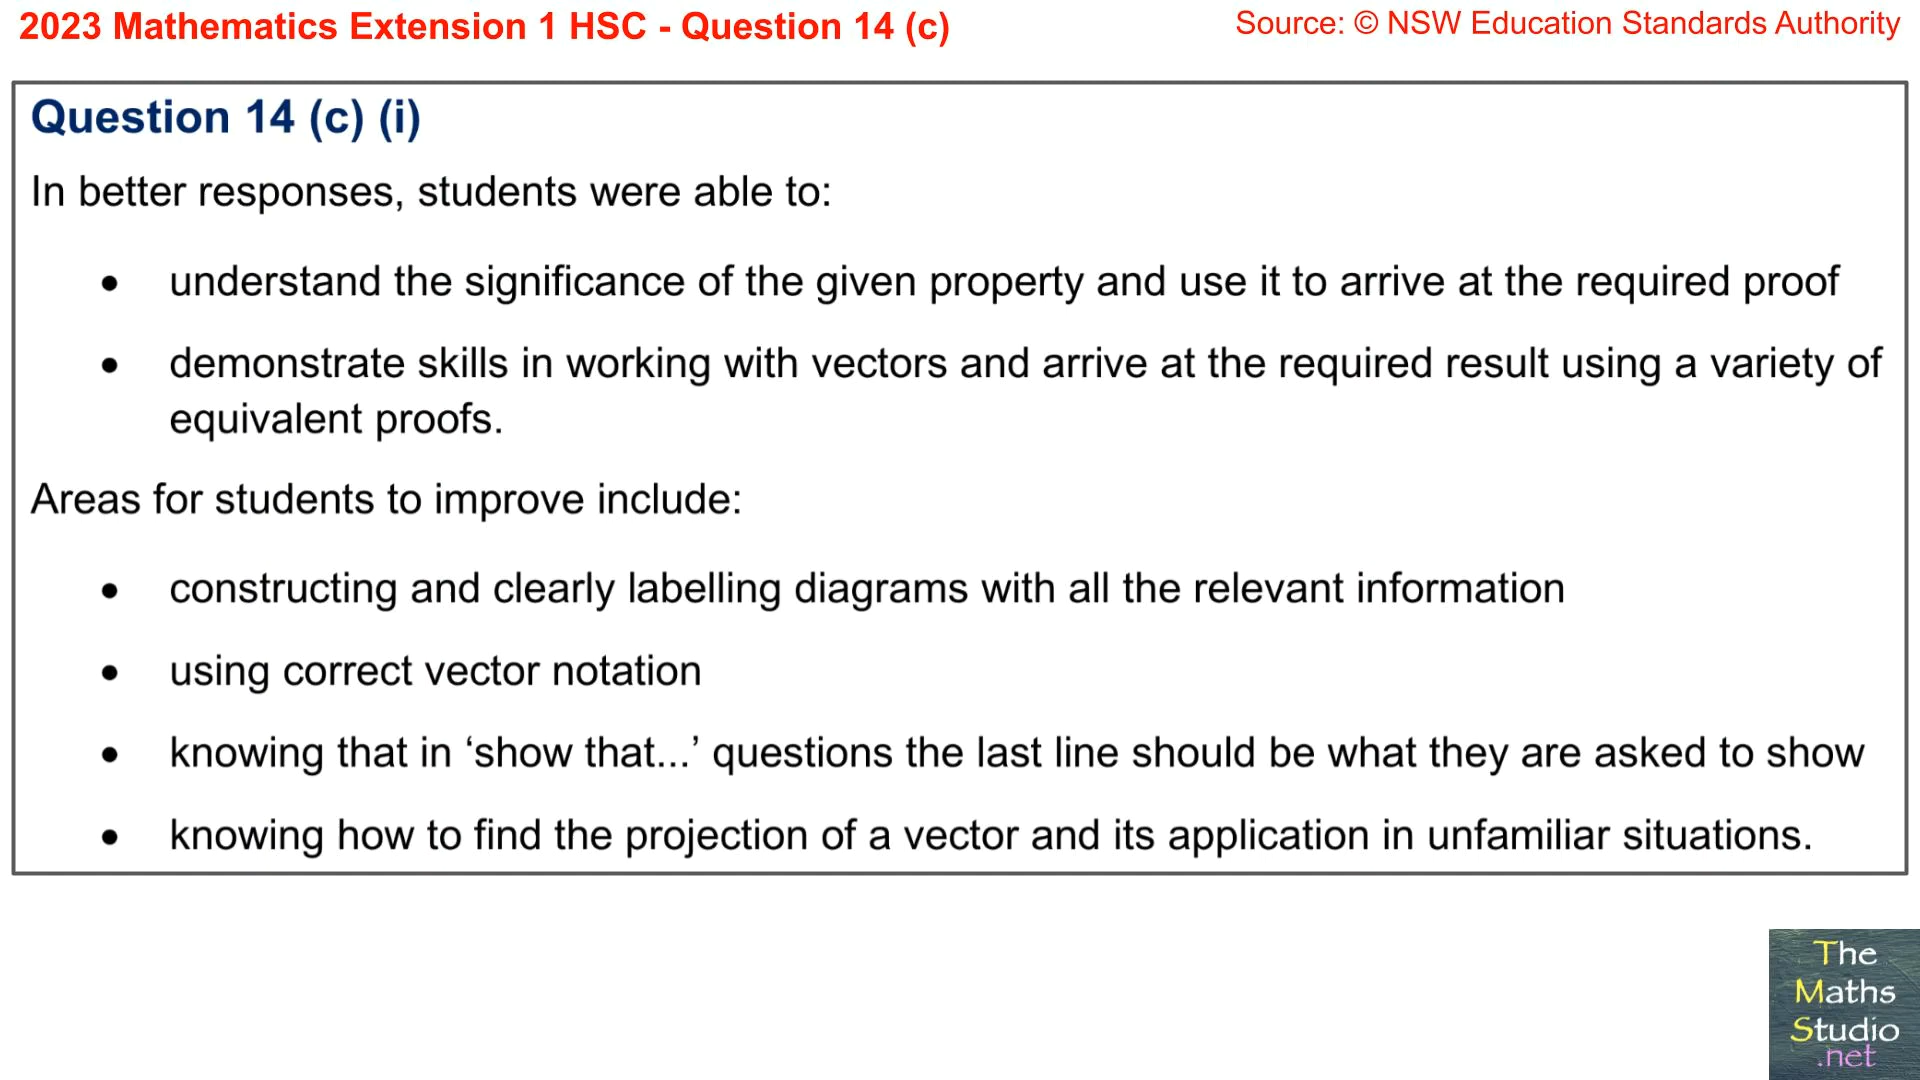 2023 Mathematics Extension 1 HSC - Question 14 (c)
Source: © NSW Education Standards Authority
Question 14 (c) (i)
In better responses, students were able to:
• understand the significance of the given property and use it to arrive at the required proof
• demonstrate skills in working with vectors and arrive at the required result using a variety of
equivalent proofs.
Areas for students to improve include:
• constructing and clearly labelling diagrams with all the relevant information
• using correct vector notation
• knowing that in ‘show that...’ questions the last line should be what they are asked to show
• knowing how to find the projection of a vector and its application in unfamiliar situations.
The
Maths
Studio
.net